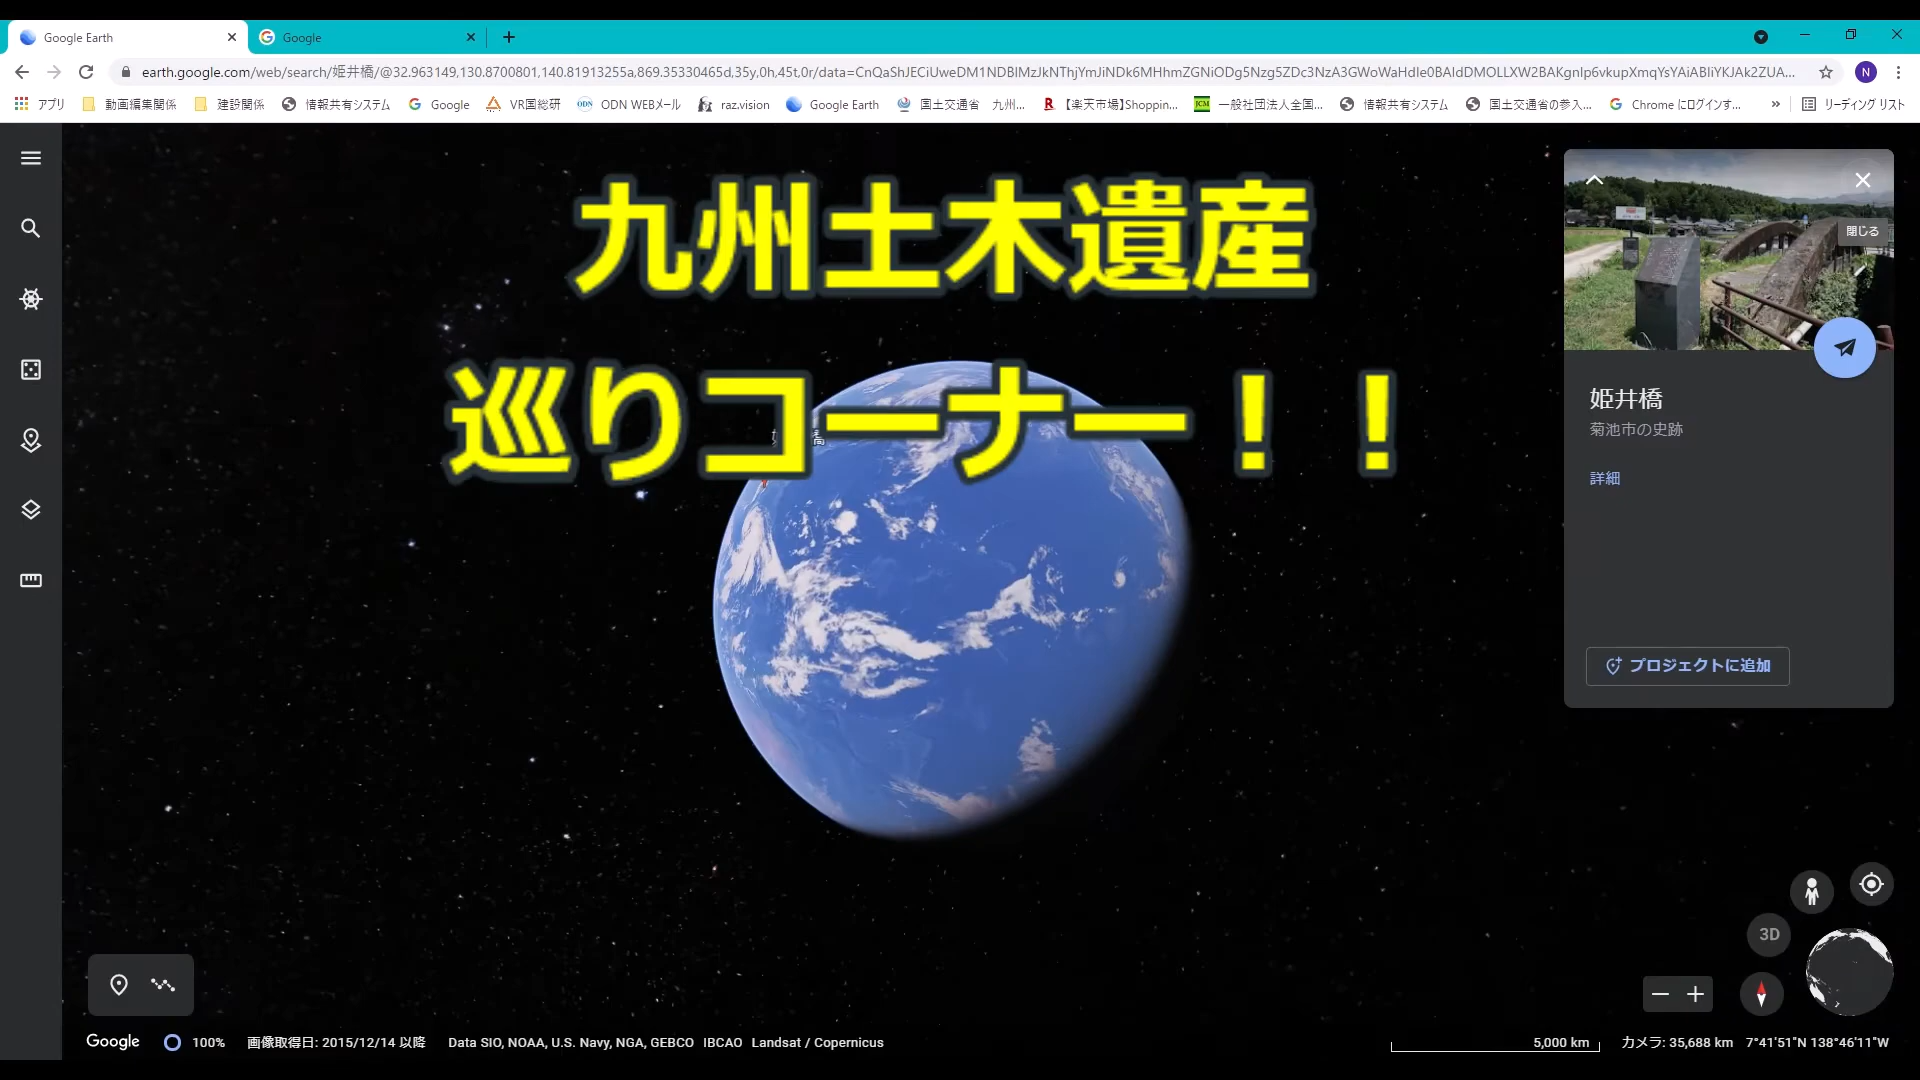 Google Earth
Google
earth.google.com/web/search/姫井橋/@32.963149,130.8700801,140.81913255a,869.35330465d,35y,0h,45t,0r/data=
アプリ
動画編集関係
建設関係
情報共有システム
Google
VR国総研
ODN WEBメール
raz.vision
Google Earth
国土交通省　九州...
【楽天市場】Shoppin...
一般社団法人全国...
情報共有システム
国土交通省の参入...
Chrome にログインす...
»
リーディング リスト
九州土木遺産
巡りコーナー！！
閉じる
姫井橋
菊池市の史跡
詳細
プロジェクトに追加
3D
Google
100%
画像取得日: 2015/12/14 以降
Data SIO, NOAA, U.S. Navy, NGA, GEBCO IBCAO Landsat / Copernicus
5,000 km
カメラ: 35,688 km
7°41'51"N 138°46'11"W